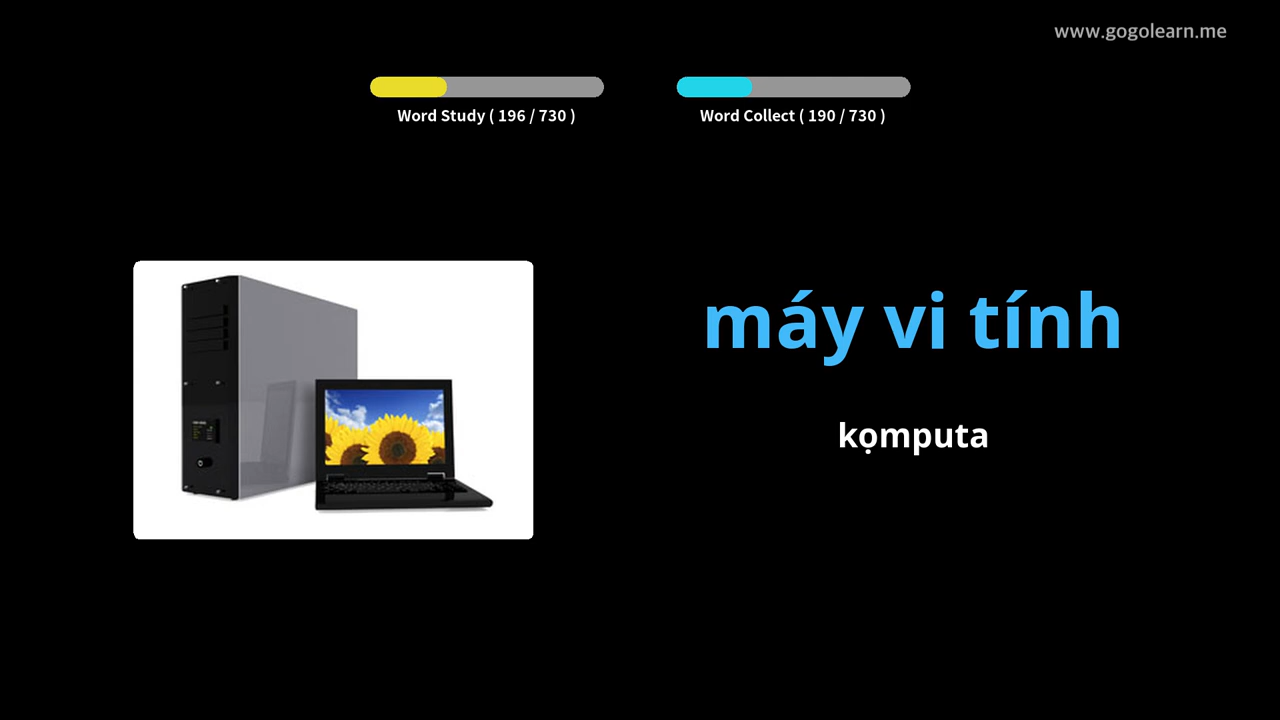 www.gogolearn.me
Word Study ( 196 / 730 )
Word Collect ( 190 / 730 )
máy vi tính
kọmputa